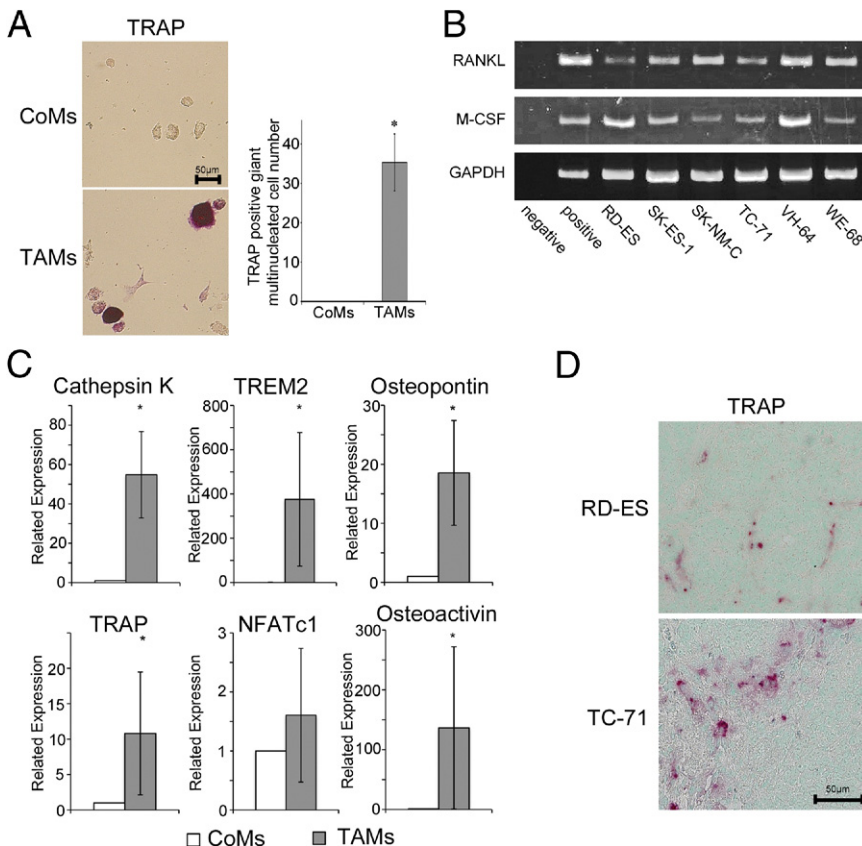 A
TRAP
CoMs
50μm
TAMs
TRAP positive giant
multinucleated cell number
40
30
20
10
0
*
CoMs TAMs
B
RANKL
M-CSF
GAPDH
negative
positive
RD-ES
SK-ES-1
SK-NM-C
TC-71
VH-64
WE-68
C
Cathepsin K
Related Expression
80
60
40
20
0
*
TREM2
Related Expression
800
600
400
200
0
*
Osteopontin
Related Expression
30
20
10
0
*
TRAP
Related Expression
20
15
10
5
0
*
NFATc1
Related Expression
3
2
1
0
Osteoactivin
Related Expression
300
250
150
50
0
*
CoMs TAMs
D
TRAP
RD-ES
TC-71
50μm